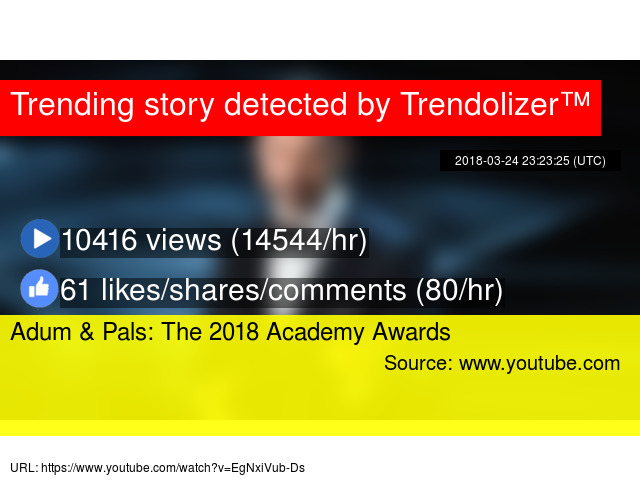 Trending story detected by Trendolizer™
2018-03-24 23:23:25 (UTC)
10416 views (14544/hr)
61 likes/shares/comments (80/hr)
Adum & Pals: The 2018 Academy Awards
Source: www.youtube.com
URL: https://www.youtube.com/watch?v=EgNxiVub-Ds